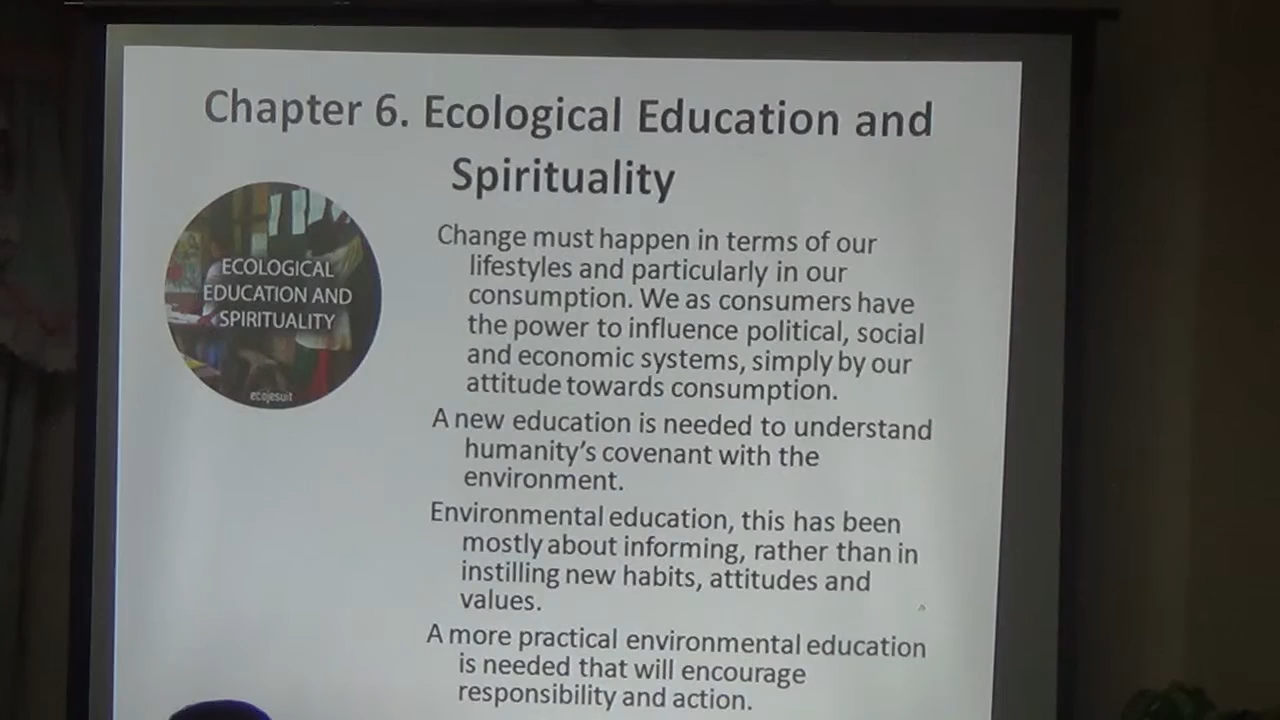 Chapter 6. Ecological Education and
Spirituality
ECOLOGICAL
EDUCATION AND
SPIRITUALITY
ecojesuit
Change must happen in terms of our
lifestyles and particularly in our
consumption. We as consumers have
the power to influence political, social
and economic systems, simply by our
attitude towards consumption.
A new education is needed to understand
humanity's covenant with the
environment.
Environmental education, this has been
mostly about informing, rather than in
instilling new habits, attitudes and
values.
A more practical environmental education
is needed that will encourage
responsibility and action.